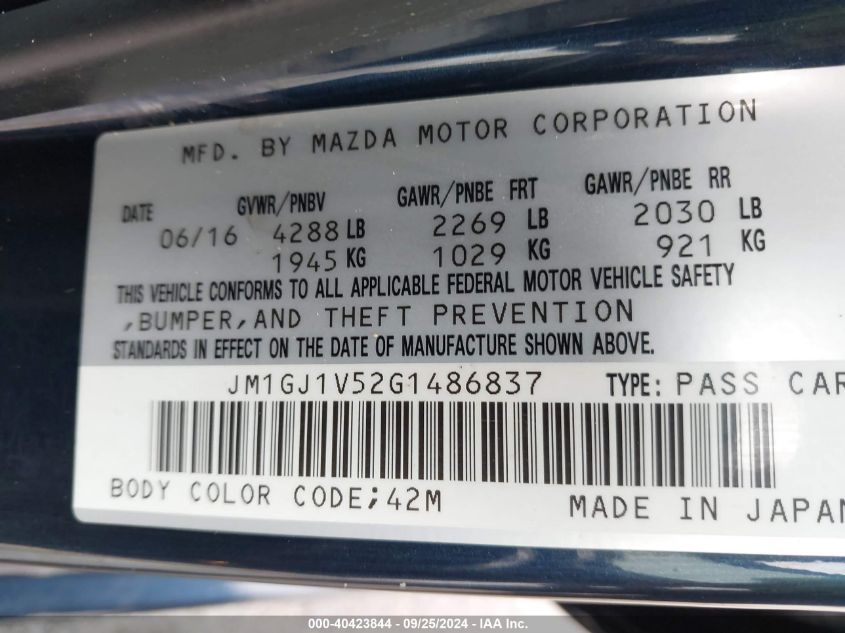 MFD. BY MAZDA MOTOR CORPORATION
DATE GVWR/PNBV GAWR/PNBE FRT GAWR/PNBE RR
06/16 4288 LB 2269 LB 2030 LB
1945 KG 1029 KG 921 KG
THIS VEHICLE CONFORMS TO ALL APPLICABLE FEDERAL MOTOR VEHICLE SAFETY
,BUMPER,AND THEFT PREVENTION
STANDARDS IN EFFECT ON THE DATE OF MANUFACTURE SHOWN ABOVE.
JM1GJ1V52G1486837 TYPE: PASS CAR
BODY COLOR CODE;42M MADE IN JAPAN
000-40423844 - 09/25/2024 - IAA Inc.